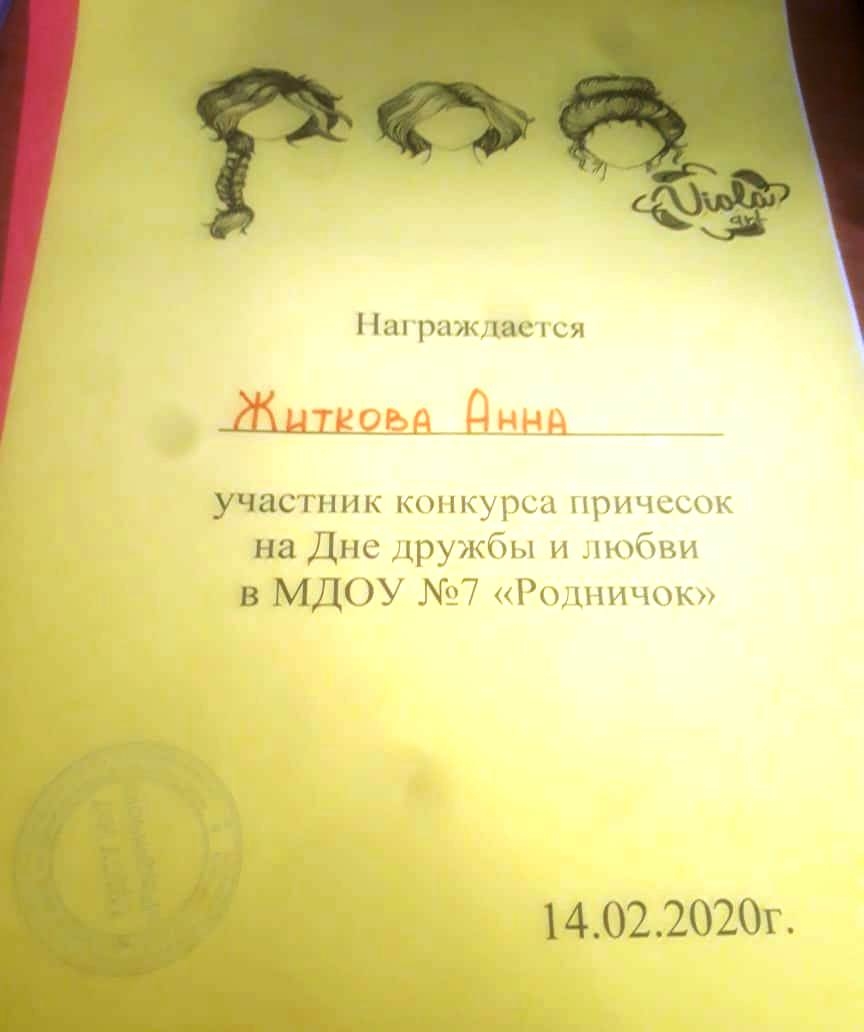 Viola
art
Награждается
Житкова Анна
участник конкурса причесок
на Дне дружбы и любви
в МДОУ №7 «Родничок»
14.02.2020г.